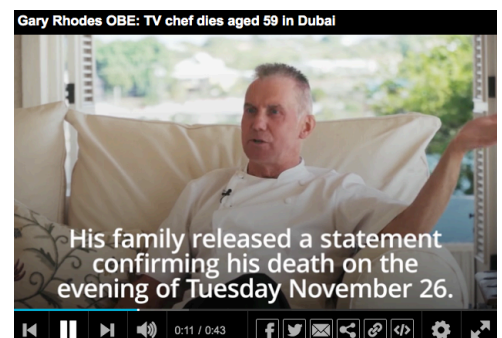 Gary Rhodes OBE: TV chef dies aged 59 in Dubai
His family released a statement
confirming his death on the
evening of Tuesday November 26.
0:11 / 0:43